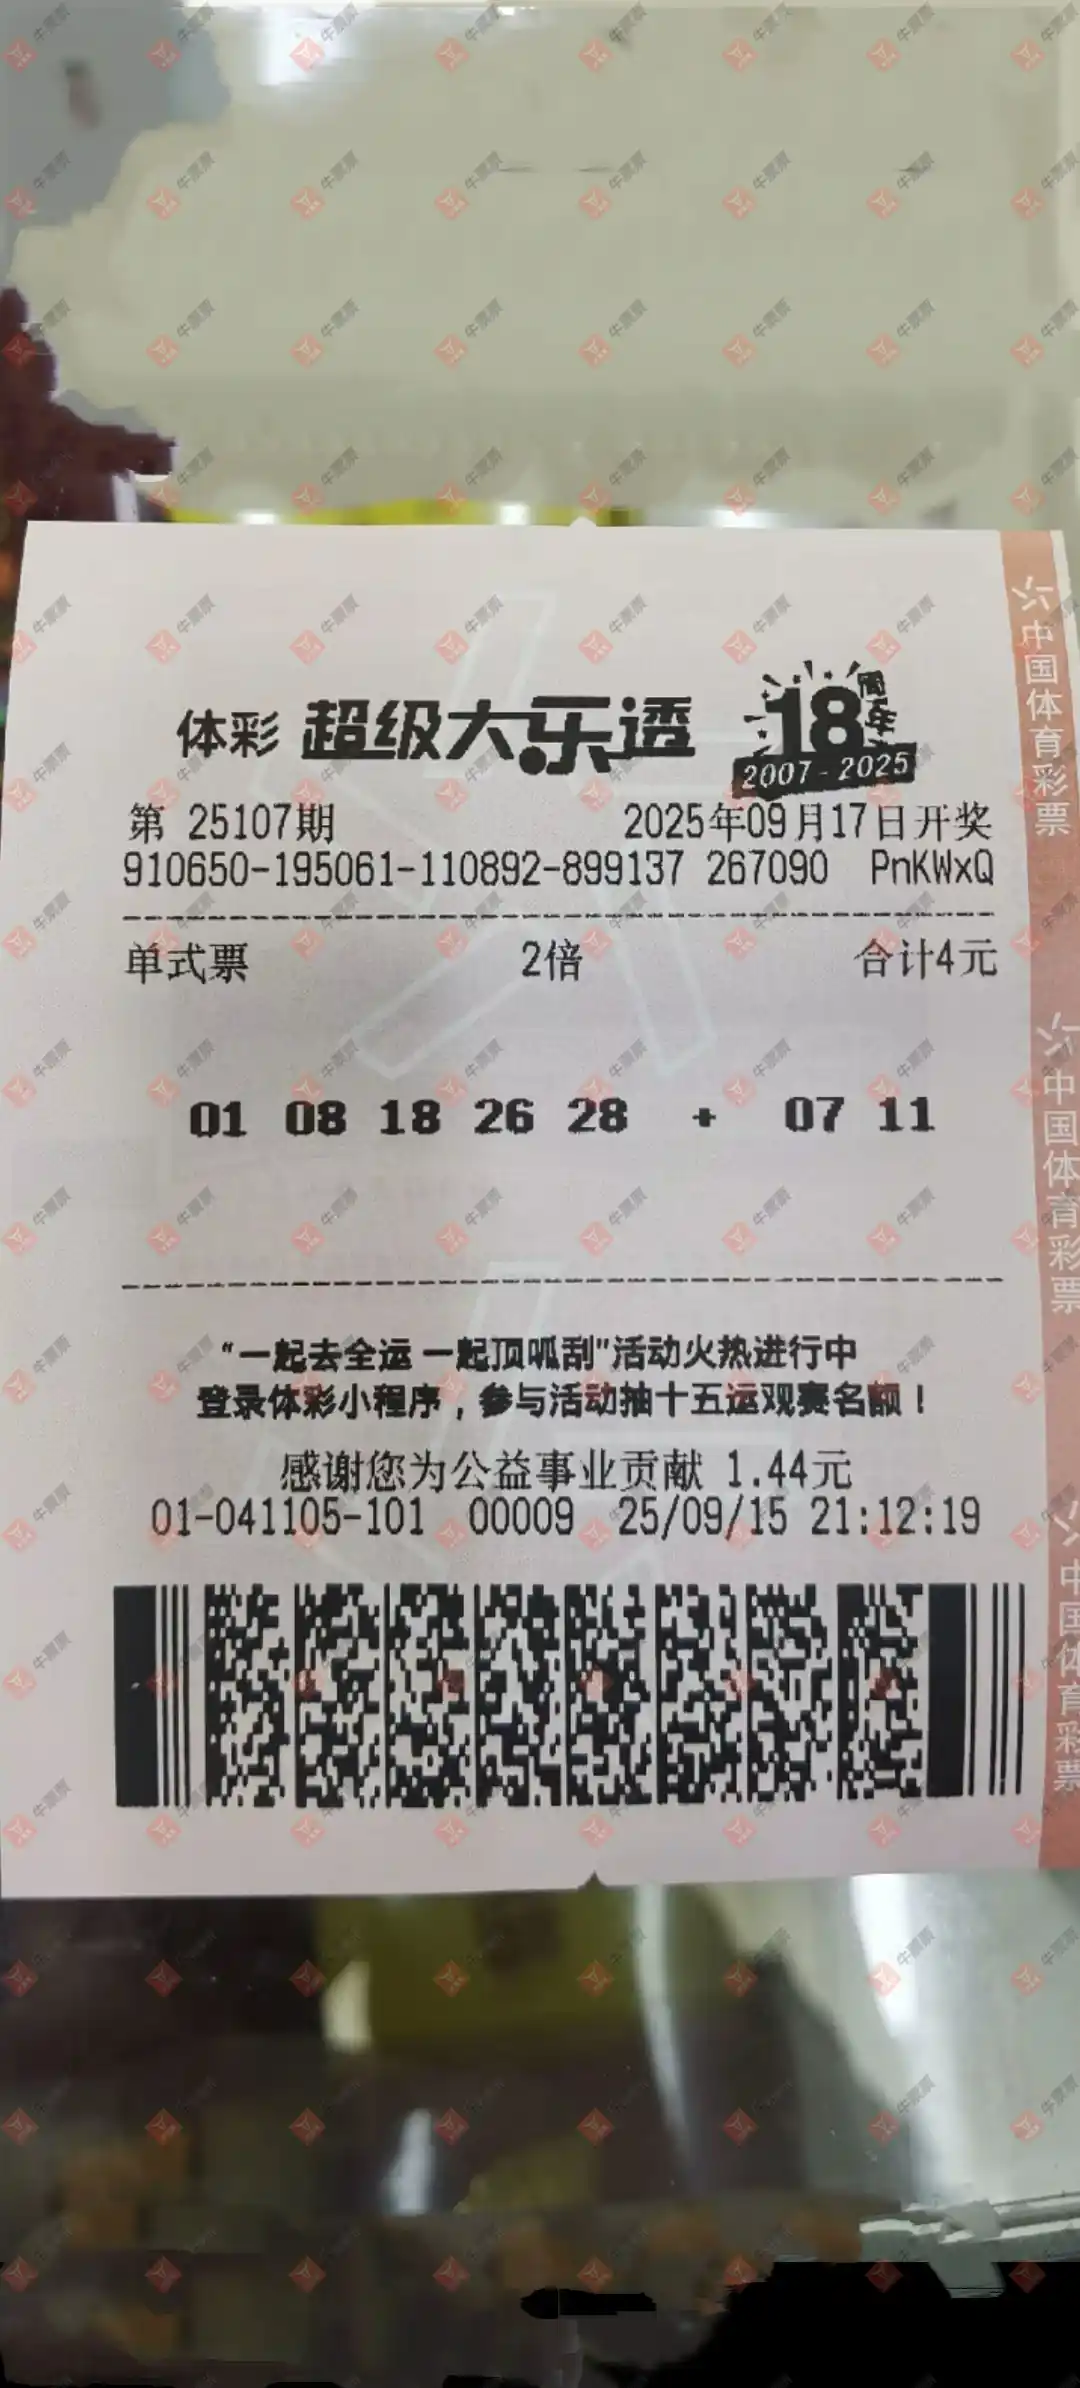 体彩 超级大乐透 18周年
2007-2025
第 25107期 2025年09月17日开奖
910650-195061-110892-899137 267090 PnKWxQ
单式票 2倍 合计4元
01 08 18 26 28 + 07 11
“一起去全运 一起顶呱刮”活动火热进行中
登录体彩小程序，参与活动抽十五运观赛名额！
感谢您为公益事业贡献 1.44元
01-041105-101 00009 25/09/15 21:12:19
中国体育彩票
中国体育彩票
中国体育彩票
牛票票